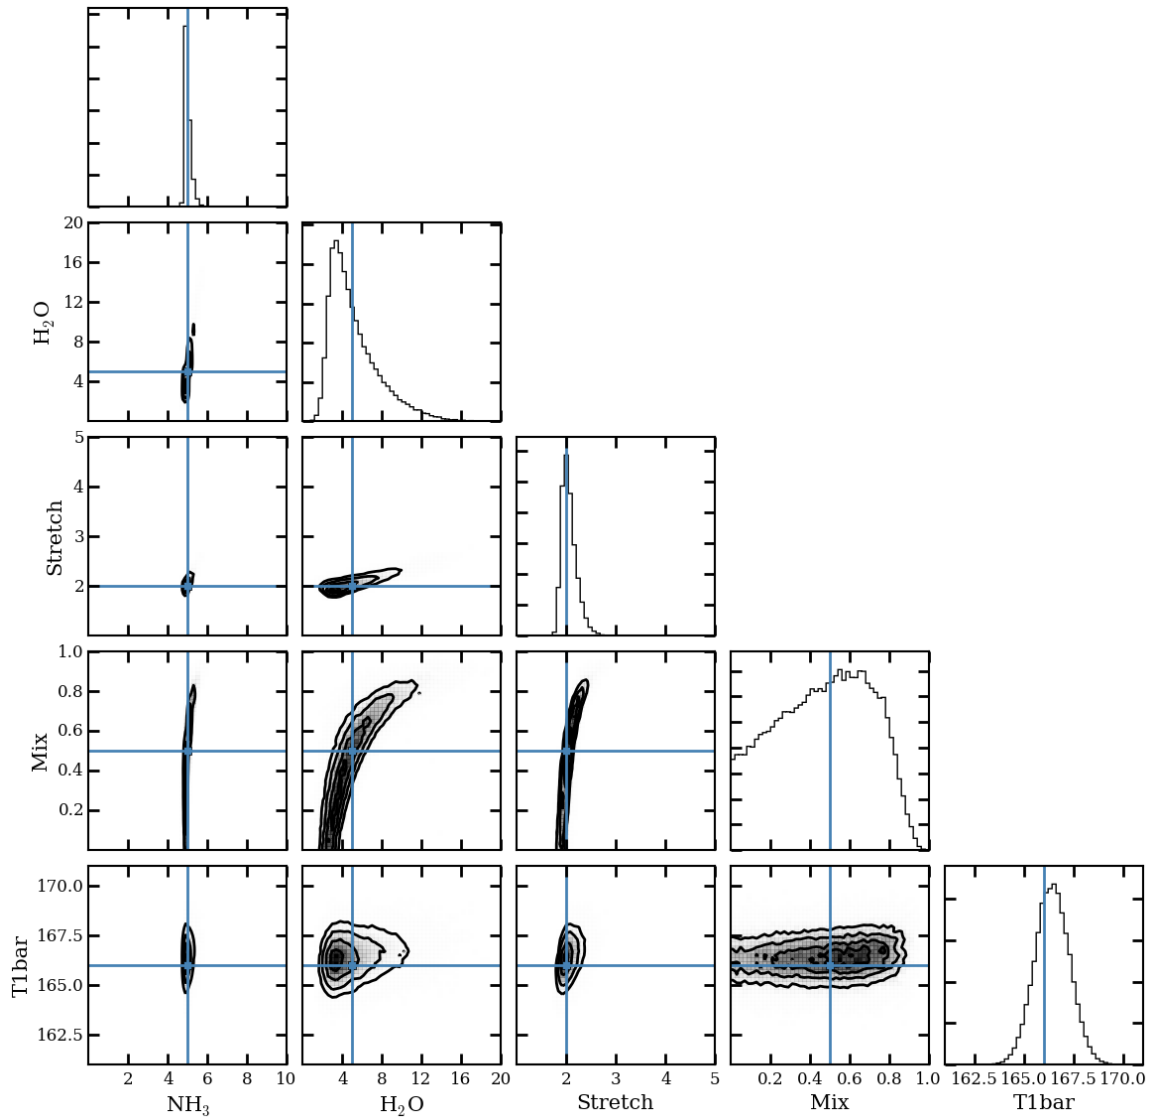 20
16
12
8
4
H₂O
5
4
3
2
Stretch
1.0
0.8
0.6
0.4
0.2
Mix
170.0
167.5
165.0
162.5
T1bar
2 4 6 8 10
4 8 12 16 20
2 3 4 5
0.2 0.4 0.6 0.8 1.0
162.5 165.0 167.5 170.0
NH₃ H₂O Stretch Mix T1bar